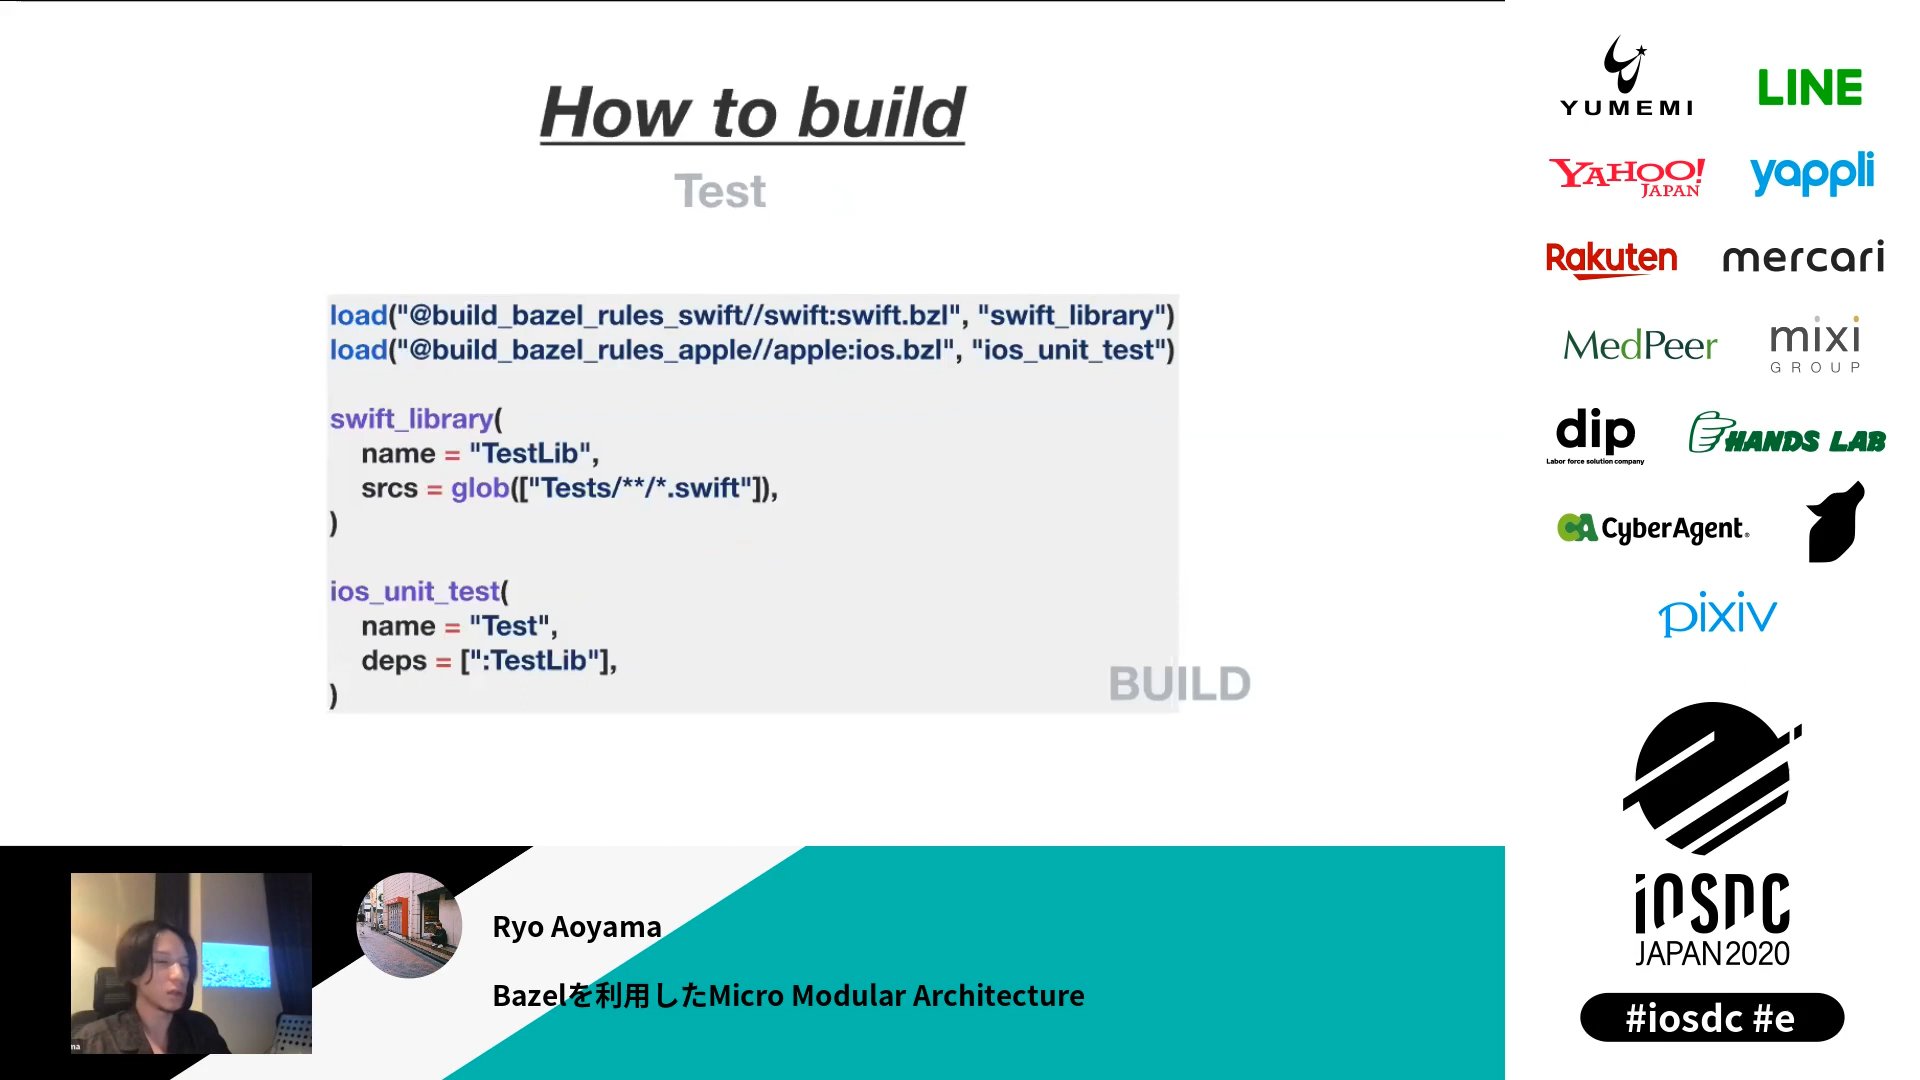 How to build
Test
load("@build_bazel_rules_swift//swift:swift.bzl", "swift_library")
load("@build_bazel_rules_apple//apple:ios.bzl", "ios_unit_test")
swift_library(
name = "TestLib",
srcs = glob(["Tests/**/*.swift"]),
)
ios_unit_test(
name = "Test",
deps = [":TestLib"],
)
BUILD
ma
Ryo Aoyama
Bazelを利用したMicro Modular Architecture
YUMEMI
LINE
YAHOO!
JAPAN
yappli
Rakuten
mercari
MedPeer
mixi
GROUP
dip
Labor force solution company
HANDS LAB
CA CyberAgent.
pixiv
iOSDC
JAPAN 2020
#iosdc #e